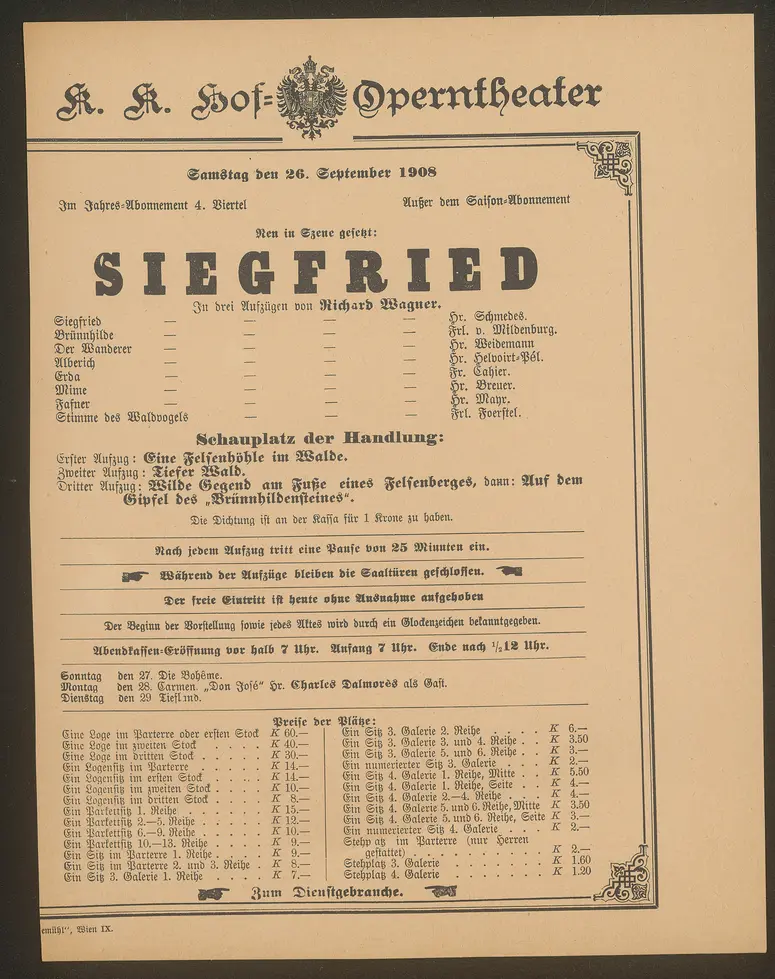 K. K. Hof-Operntheater
Samstag den 26. September 1908
Im Jahres-Abonnement 4. Viertel Außer dem Saison-Abonnement
Neu in Szene gesetzt:
SIEGFRIED
In drei Aufzügen von Richard Wagner.
Siegfried — — — — Hr. Schmedes.
Brünnhilde — — — — Frl. v. Mildenburg.
Der Wanderer — — — — Hr. Weidemann
Alberich — — — — Hr. Helvoirt-Pél.
Erda — — — — Fr. Cahier.
Mime — — — — Hr. Breuer.
Fafner — — — — Hr. Mayr.
Stimme des Waldvogels — — — Frl. Foerstel.
Schauplatz der Handlung:
Erster Aufzug: Eine Felsenhöhle im Walde.
Zweiter Aufzug: Tiefer Wald.
Dritter Aufzug: Wilde Gegend am Fuße eines Felsenberges, dann: Auf dem
Gipfel des „Brünnhildensteines“.
Die Dichtung ist an der Kassa für 1 Krone zu haben.
Nach jedem Aufzug tritt eine Pause von 25 Minuten ein.
Während der Aufzüge bleiben die Saaltüren geschlossen.
Der freie Eintritt ist heute ohne Ausnahme aufgehoben
Der Beginn der Vorstellung sowie jedes Aktes wird durch ein Glockenzeichen bekanntgegeben.
Abendkassen-Eröffnung vor halb 7 Uhr. Anfang 7 Uhr. Ende nach 1/2 12 Uhr.
Sonntag den 27. Die Bohême.
Montag den 28. Carmen. „Don José“ Hr. Charles Dalmorès als Gast.
Dienstag den 29 Tiefl.nd.
Preise der Plätze:
Eine Loge im Parterre oder ersten Stock K 60.—
Eine Loge im zweiten Stock . . . . K 40.—
Eine Loge im dritten Stock . . . . K 30.—
Ein Logensitz im Parterre . . . . K 14.—
Ein Logensitz im ersten Stock . . . K 14.—
Ein Logensitz im zweiten Stock . . . K 10.—
Ein Logensitz im dritten Stock . . . K 8.—
Ein Parkettsitz 1. Reihe . . . . . K 15.—
Ein Parkettsitz 2.—5. Reihe . . . . K 12.—
Ein Parkettsitz 6.—9. Reihe . . . . K 10.—
Ein Parkettsitz 10.—13. Reihe . . . K 9.—
Ein Sitz im Parterre 1. Reihe . . . . K 9.—
Ein Sitz im Parterre 2. und 3. Reihe . . K 8.—
Ein Sitz 3. Galerie 1. Reihe . . . . K 7.—
Ein Sitz 3. Galerie 2. Reihe . . . . K 6.—
Ein Sitz 3. Galerie 3. und 4. Reihe . . K 3.50
Ein Sitz 3. Galerie 5. und 6. Reihe . . K 3.—
Ein numerierter Sitz 3. Galerie . . . . K 2.—
Ein Sitz 4. Galerie 1. Reihe, Mitte . . K 5.50
Ein Sitz 4. Galerie 1. Reihe, Seite . . K 4.—
Ein Sitz 4. Galerie 2.—4. Reihe . . . K 4.—
Ein Sitz 4. Galerie 5. und 6. Reihe, Mitte K 3.50
Ein Sitz 4. Galerie 5. und 6. Reihe, Seite K 3.—
Ein numerierter Sitz 4. Galerie . . . . K 2.—
Stehp atz im Parterre (nur Herren
gestattet) . . . . . . . . . K 2.—
Stehplatz 3. Galerie . . . . . . . K 1.60
Stehplatz 4. Galerie . . . . . . . K 1.20
Zum Dienstgebrauche.
emühl“, Wien IX.